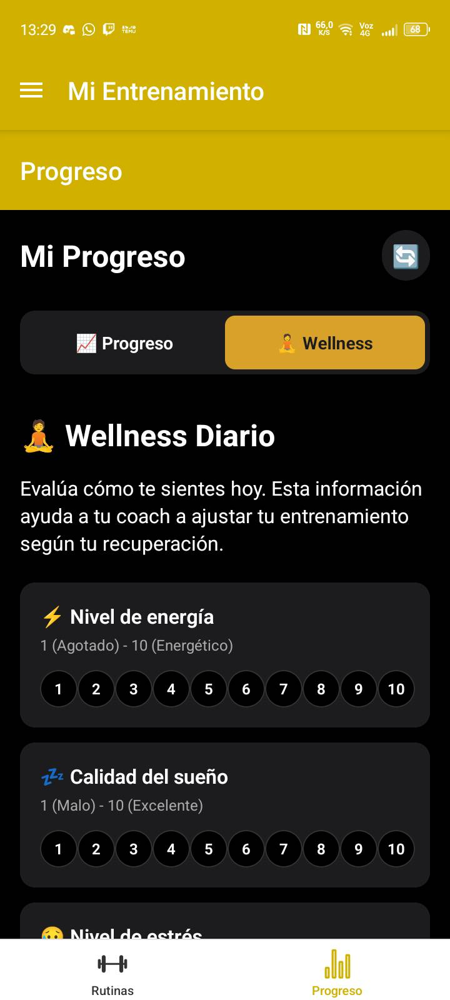 13:29
66,0
K/S
Voz
4G
68
Mi Entrenamiento
Progreso
Mi Progreso
Progreso
Wellness
Wellness Diario
Evalúa cómo te sientes hoy. Esta información
ayuda a tu coach a ajustar tu entrenamiento
según tu recuperación.
Nivel de energía
1 (Agotado) - 10 (Energético)
1 2 3 4 5 6 7 8 9 10
Calidad del sueño
1 (Malo) - 10 (Excelente)
1 2 3 4 5 6 7 8 9 10
Nivel de estrés
Rutinas
Progreso